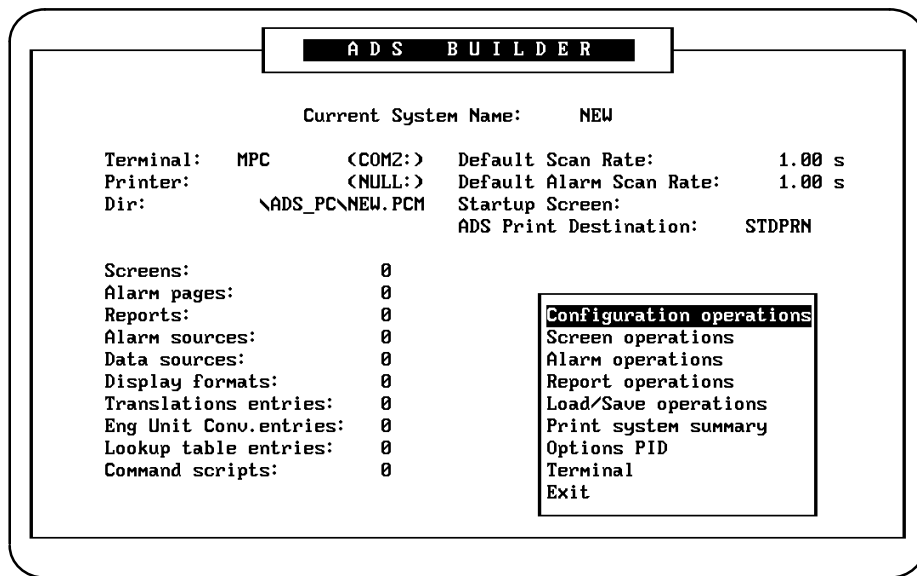 ADS BUILDER
Current System Name: NEW
Terminal: MPC (COM2:) Default Scan Rate: 1.00 s
Printer: (NULL:) Default Alarm Scan Rate: 1.00 s
Dir: \ADS_PC\NEW.PCM Startup Screen:
ADS Print Destination: STDPRN
Screens: 0
Alarm pages: 0
Reports: 0
Alarm sources: 0
Data sources: 0
Display formats: 0
Translations entries: 0
Eng Unit Conv.entries: 0
Lookup table entries: 0
Command scripts: 0
Configuration operations
Screen operations
Alarm operations
Report operations
Load/Save operations
Print system summary
Options PID
Terminal
Exit